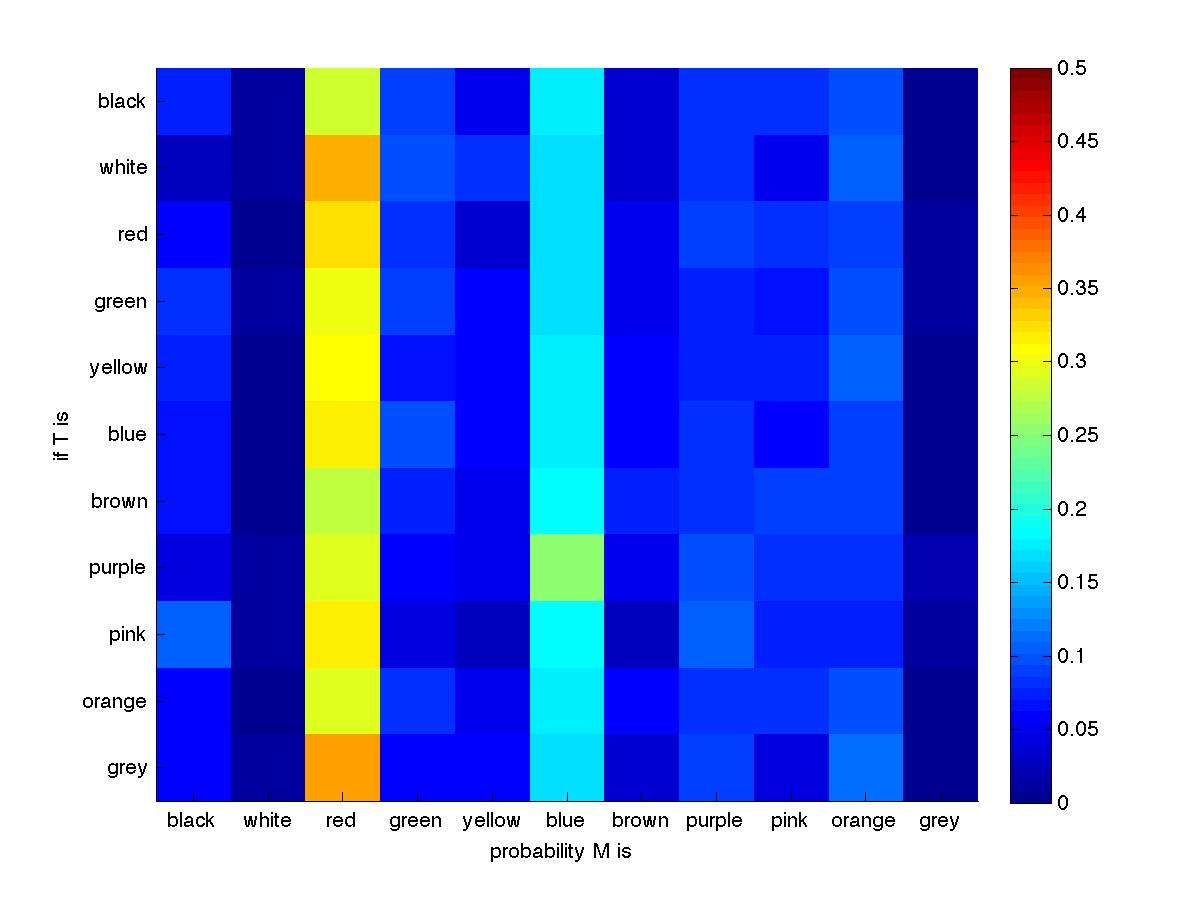 0.5
black
0.45
white
0.4
red
0.35
green
0.3
yellow
if T is
0.25
blue
0.2
brown
0.15
purple
0.1
pink
0.05
orange
grey
0
black white red green yellow blue brown purple pink orange grey
probability M is